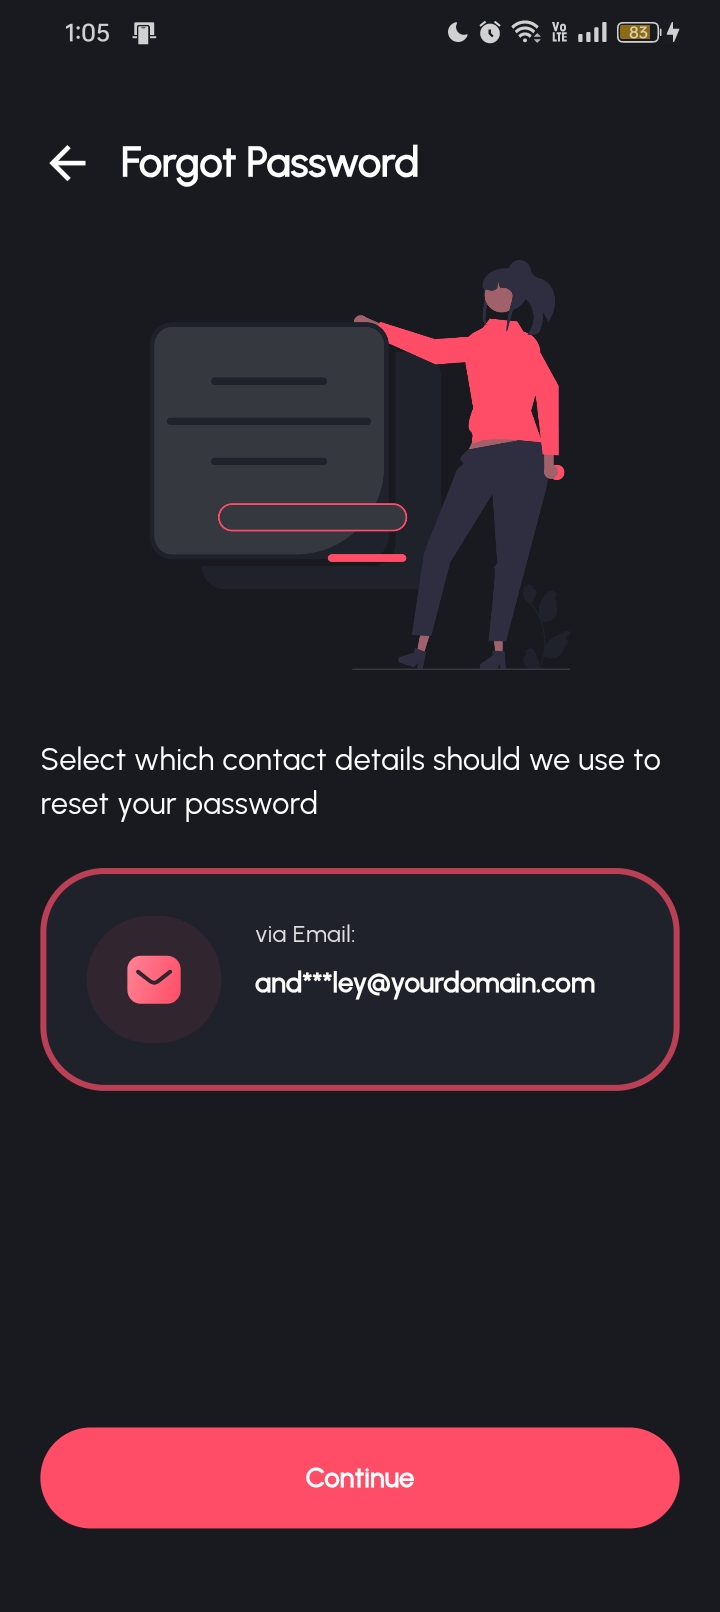 1:05
Vo
LTE
83
Forgot Password
Select which contact details should we use to
reset your password
via Email:
and***ley@yourdomain.com
Continue